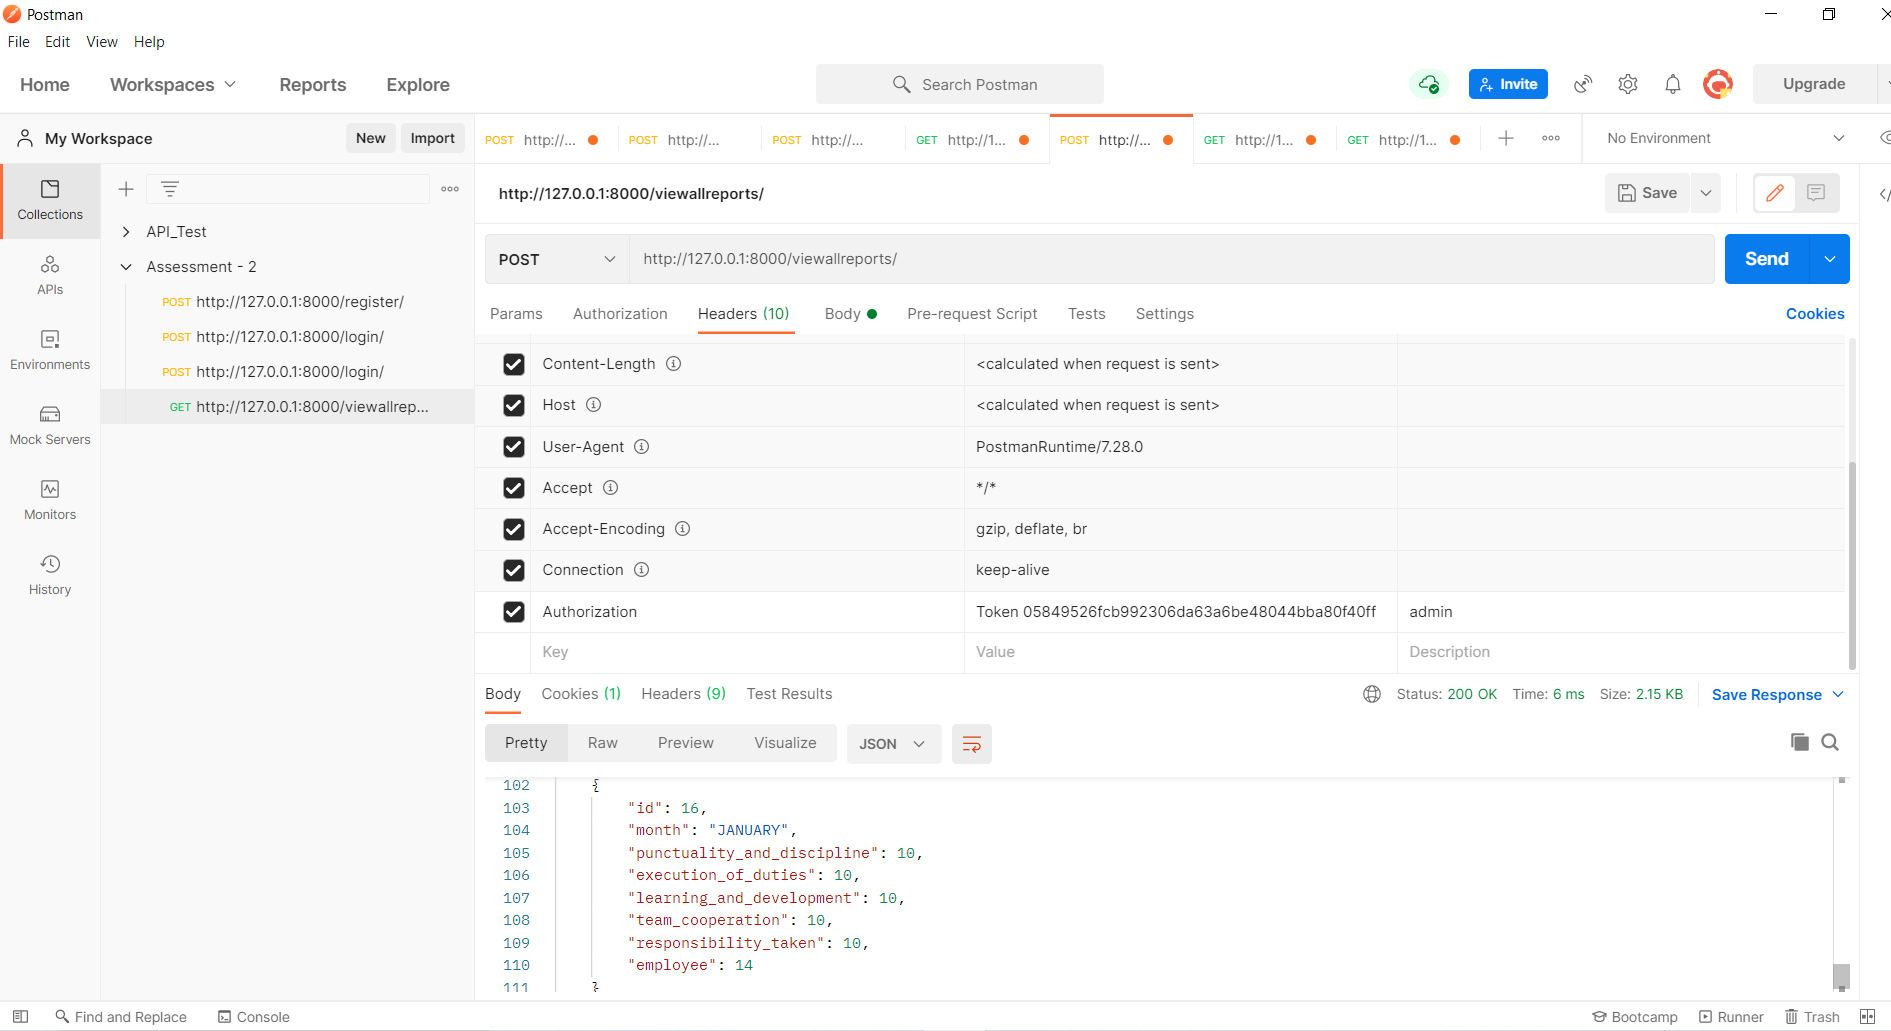 Postman
File Edit View Help
Home Workspaces Reports Explore Search Postman Invite Upgrade
My Workspace New Import
POST http://... POST http://... POST http://... GET http://1... POST http://... GET http://1... GET http://1... No Environment
Collections
APIs
Environments
Mock Servers
Monitors
History
API_Test
Assessment - 2
POST http://127.0.0.1:8000/register/
POST http://127.0.0.1:8000/login/
POST http://127.0.0.1:8000/login/
GET http://127.0.0.1:8000/viewallrep...
http://127.0.0.1:8000/viewallreports/ Save
POST http://127.0.0.1:8000/viewallreports/ Send
Params Authorization Headers (10) Body Pre-request Script Tests Settings Cookies
Content-Length <calculated when request is sent>
Host <calculated when request is sent>
User-Agent PostmanRuntime/7.28.0
Accept */*
Accept-Encoding gzip, deflate, br
Connection keep-alive
Authorization Token 05849526fcb992306da63a6be48044bba80f40ff admin
Key Value Description
Body Cookies (1) Headers (9) Test Results Status: 200 OK Time: 6 ms Size: 2.15 KB Save Response
Pretty Raw Preview Visualize JSON
102 {
103 "id": 16,
104 "month": "JANUARY",
105 "punctuality_and_discipline": 10,
106 "execution_of_duties": 10,
107 "learning_and_development": 10,
108 "team_cooperation": 10,
109 "responsibility_taken": 10,
110 "employee": 14
111 }
Find and Replace Console Bootcamp Runner Trash